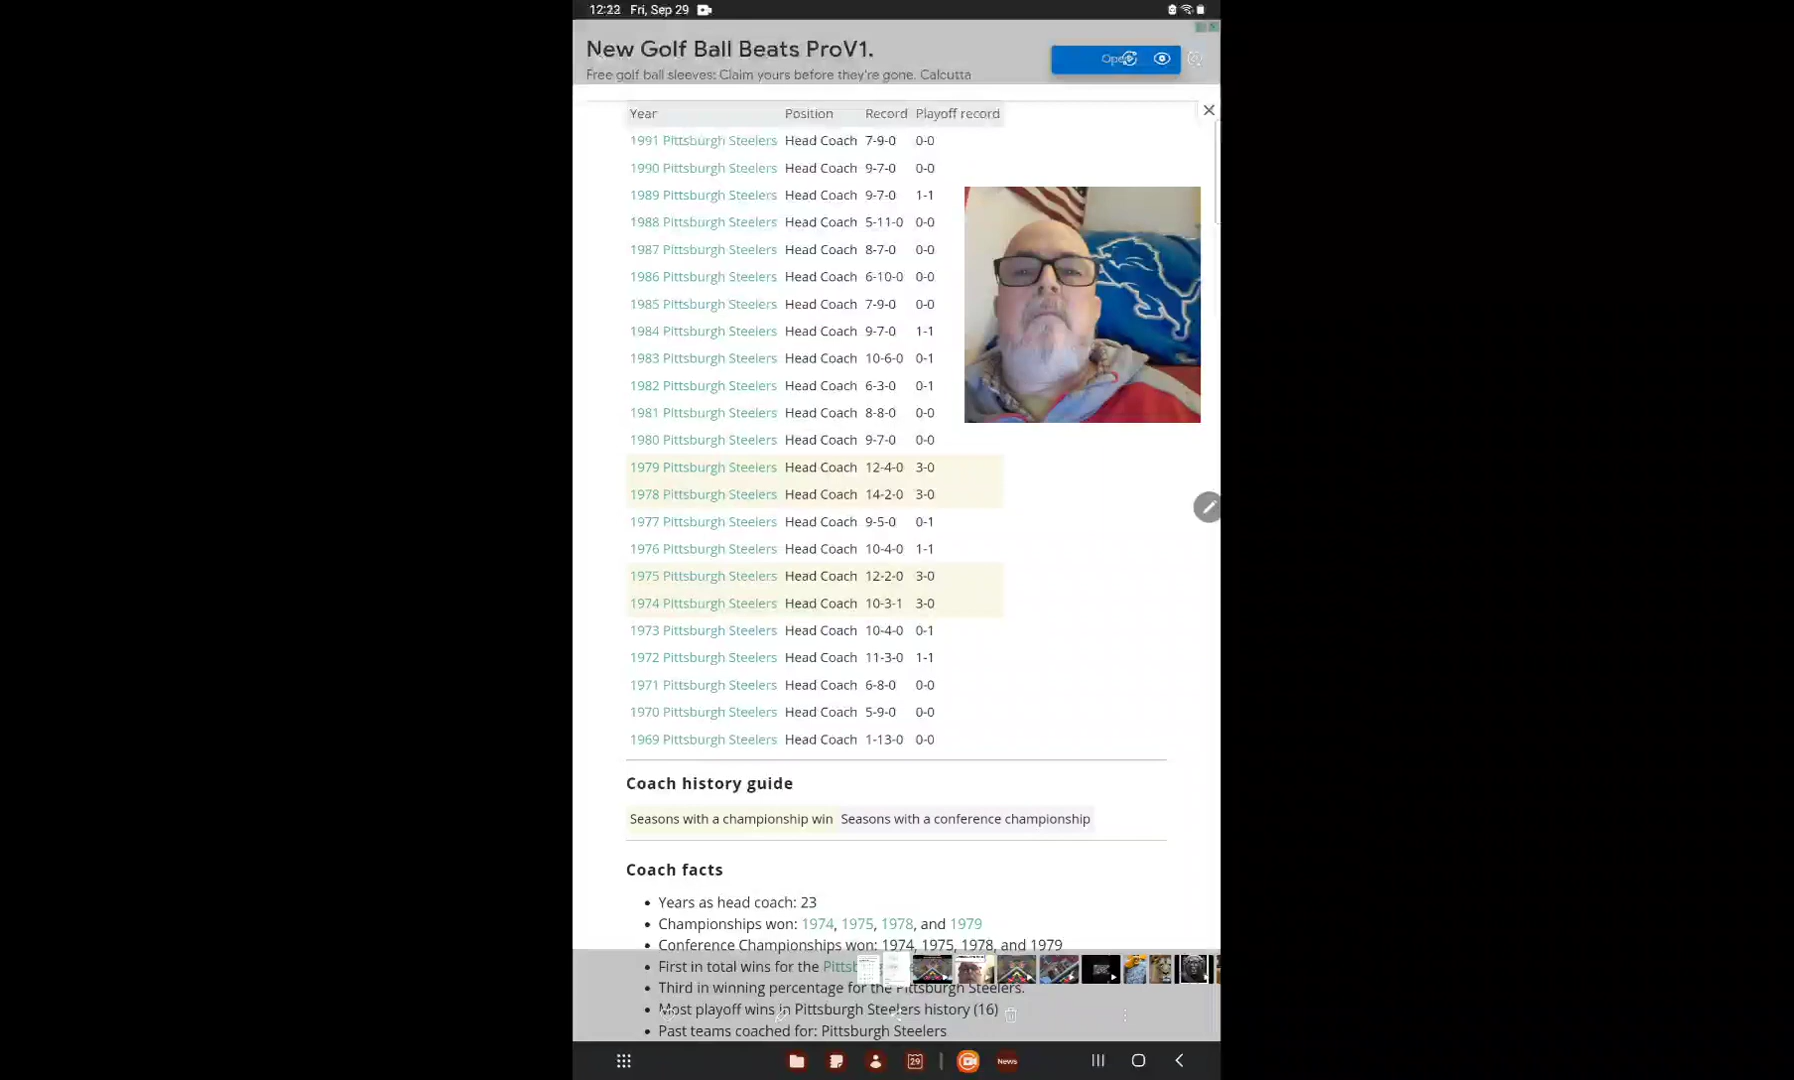 12:22 Fri, Sep 29
New Golf Ball Beats ProV1.
Free golf ball sleeves: Claim yours before they're gone. Calcutta
Year Position Record Playoff record
1991 Pittsburgh Steelers Head Coach 7-9-0 0-0
1990 Pittsburgh Steelers Head Coach 9-7-0 0-0
1989 Pittsburgh Steelers Head Coach 9-7-0 1-1
1988 Pittsburgh Steelers Head Coach 5-11-0 0-0
1987 Pittsburgh Steelers Head Coach 8-7-0 0-0
1986 Pittsburgh Steelers Head Coach 6-10-0 0-0
1985 Pittsburgh Steelers Head Coach 7-9-0 0-0
1984 Pittsburgh Steelers Head Coach 9-7-0 1-1
1983 Pittsburgh Steelers Head Coach 10-6-0 0-1
1982 Pittsburgh Steelers Head Coach 6-3-0 0-1
1981 Pittsburgh Steelers Head Coach 8-8-0 0-0
1980 Pittsburgh Steelers Head Coach 9-7-0 0-0
1979 Pittsburgh Steelers Head Coach 12-4-0 3-0
1978 Pittsburgh Steelers Head Coach 14-2-0 3-0
1977 Pittsburgh Steelers Head Coach 9-5-0 0-1
1976 Pittsburgh Steelers Head Coach 10-4-0 1-1
1975 Pittsburgh Steelers Head Coach 12-2-0 3-0
1974 Pittsburgh Steelers Head Coach 10-3-1 3-0
1973 Pittsburgh Steelers Head Coach 10-4-0 0-1
1972 Pittsburgh Steelers Head Coach 11-3-0 1-1
1971 Pittsburgh Steelers Head Coach 6-8-0 0-0
1970 Pittsburgh Steelers Head Coach 5-9-0 0-0
1969 Pittsburgh Steelers Head Coach 1-13-0 0-0
Coach history guide
Seasons with a championship win Seasons with a conference championship
Coach facts
• Years as head coach: 23
• Championships won: 1974, 1975, 1978, and 1979
• Conference Championships won: 1974, 1975, 1978, and 1979
• First in total wins for the
• Third in winning percentage for the Pittsburgh Steelers.
• Most playoff wins in Pittsburgh Steelers history (16)
• Past teams coached for: Pittsburgh Steelers
29 News